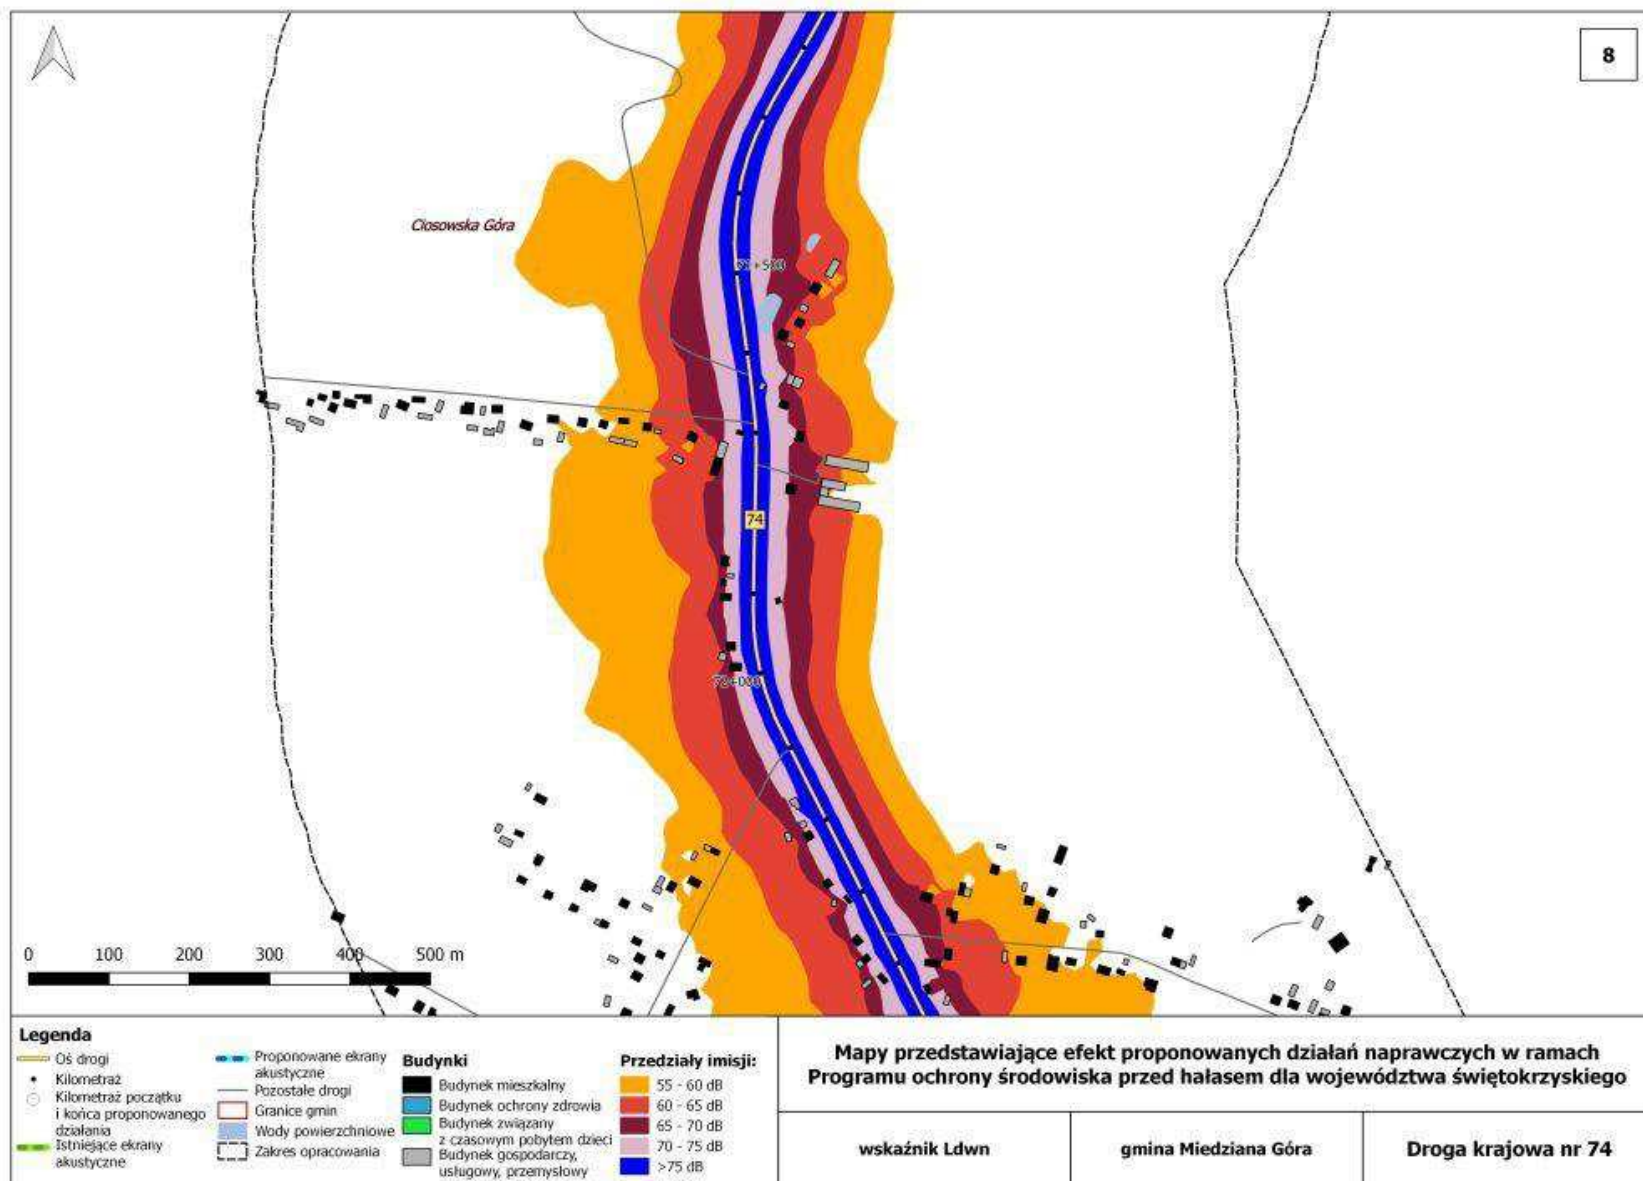 8
Ciosowska Góra
74
72+000
0 100 200 300 400 500 m
Legenda
Oś drogi
Kilometraż
Kilometraż początku
i końca proponowanego
działania
Istniejące ekrany
akustyczne
Proponowane ekrany
akustyczne
Pozostałe drogi
Granice gmin
Wody powierzchniowe
Zakres opracowania
Budynki
Budynek mieszkalny
Budynek ochrony zdrowia
Budynek związany
z czasowym pobytem dzieci
Budynek gospodarczy,
usługowy, przemysłowy
Przedziały imisji:
55 - 60 dB
60 - 65 dB
65 - 70 dB
70 - 75 dB
>75 dB
Mapy przedstawiające efekt proponowanych działań naprawczych w ramach
Programu ochrony środowiska przed hałasem dla województwa świętokrzyskiego
wskaźnik Ldwn
gmina Miedziana Góra
Droga krajowa nr 74